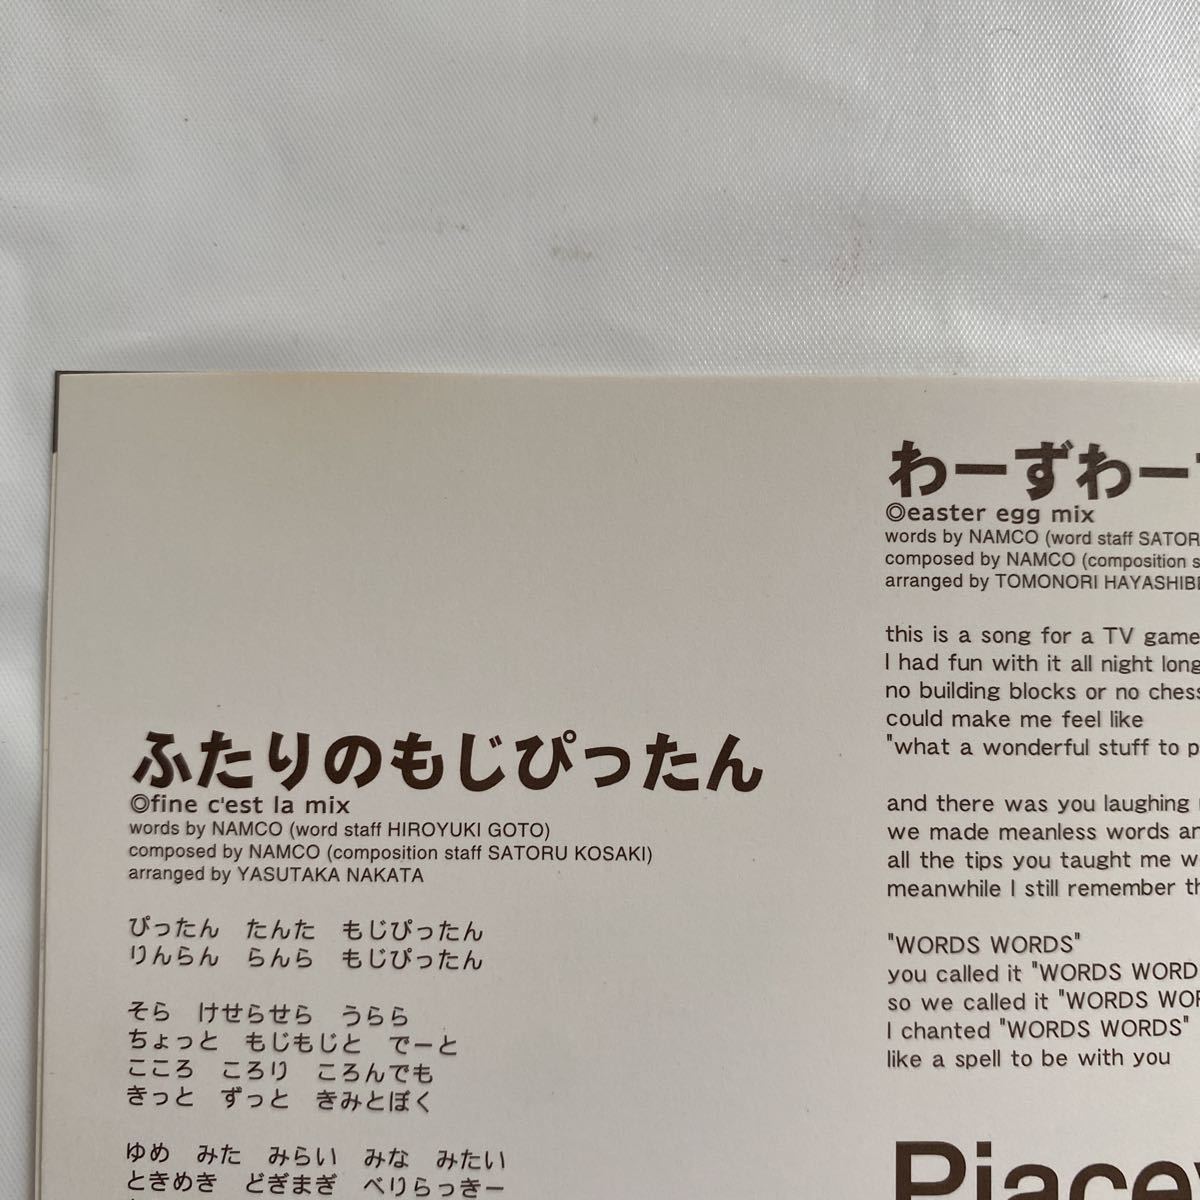 ふたりのもじぴったん
◎fine c'est la mix
words by NAMCO (word staff HIROYUKI GOTO)
composed by NAMCO (composition staff SATORU KOSAKI)
arranged by YASUTAKA NAKATA
ぴったん　たんた　もじぴったん
りんらん　らんら　もじぴったん
そら　けせらせら　うらら
ちょっと　もじもじと　でーと
こころ　ころり　ころんでも
きっと　ずっと　きみとぼく
ゆめ　みた　みらい　みな　みたい
ときめき　どぎまぎ　べりらっきー
わーずわー
◎easter egg mix
words by NAMCO (word staff SATOR
composed by NAMCO (composition s
arranged by TOMONORI HAYASHIBE
this is a song for a TV game
I had fun with it all night long
no building blocks or no chess
could make me feel like
"what a wonderful stuff to p
and there was you laughing
we made meanless words an
all the tips you taught me w
meanwhile I still remember th
"WORDS WORDS"
you called it "WORDS WORD
so we called it "WORDS WOR
I chanted "WORDS WORDS"
like a spell to be with you
Piace